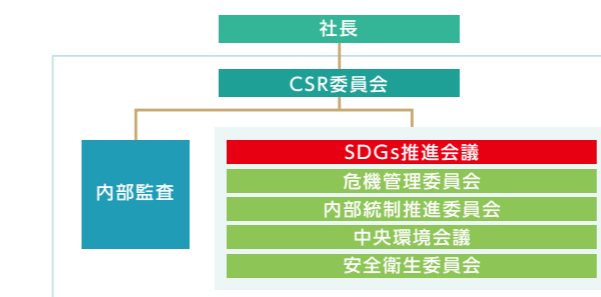 社長
CSR委員会
内部監査
SDGs推進会議
危機管理委員会
内部統制推進委員会
中央環境会議
安全衛生委員会